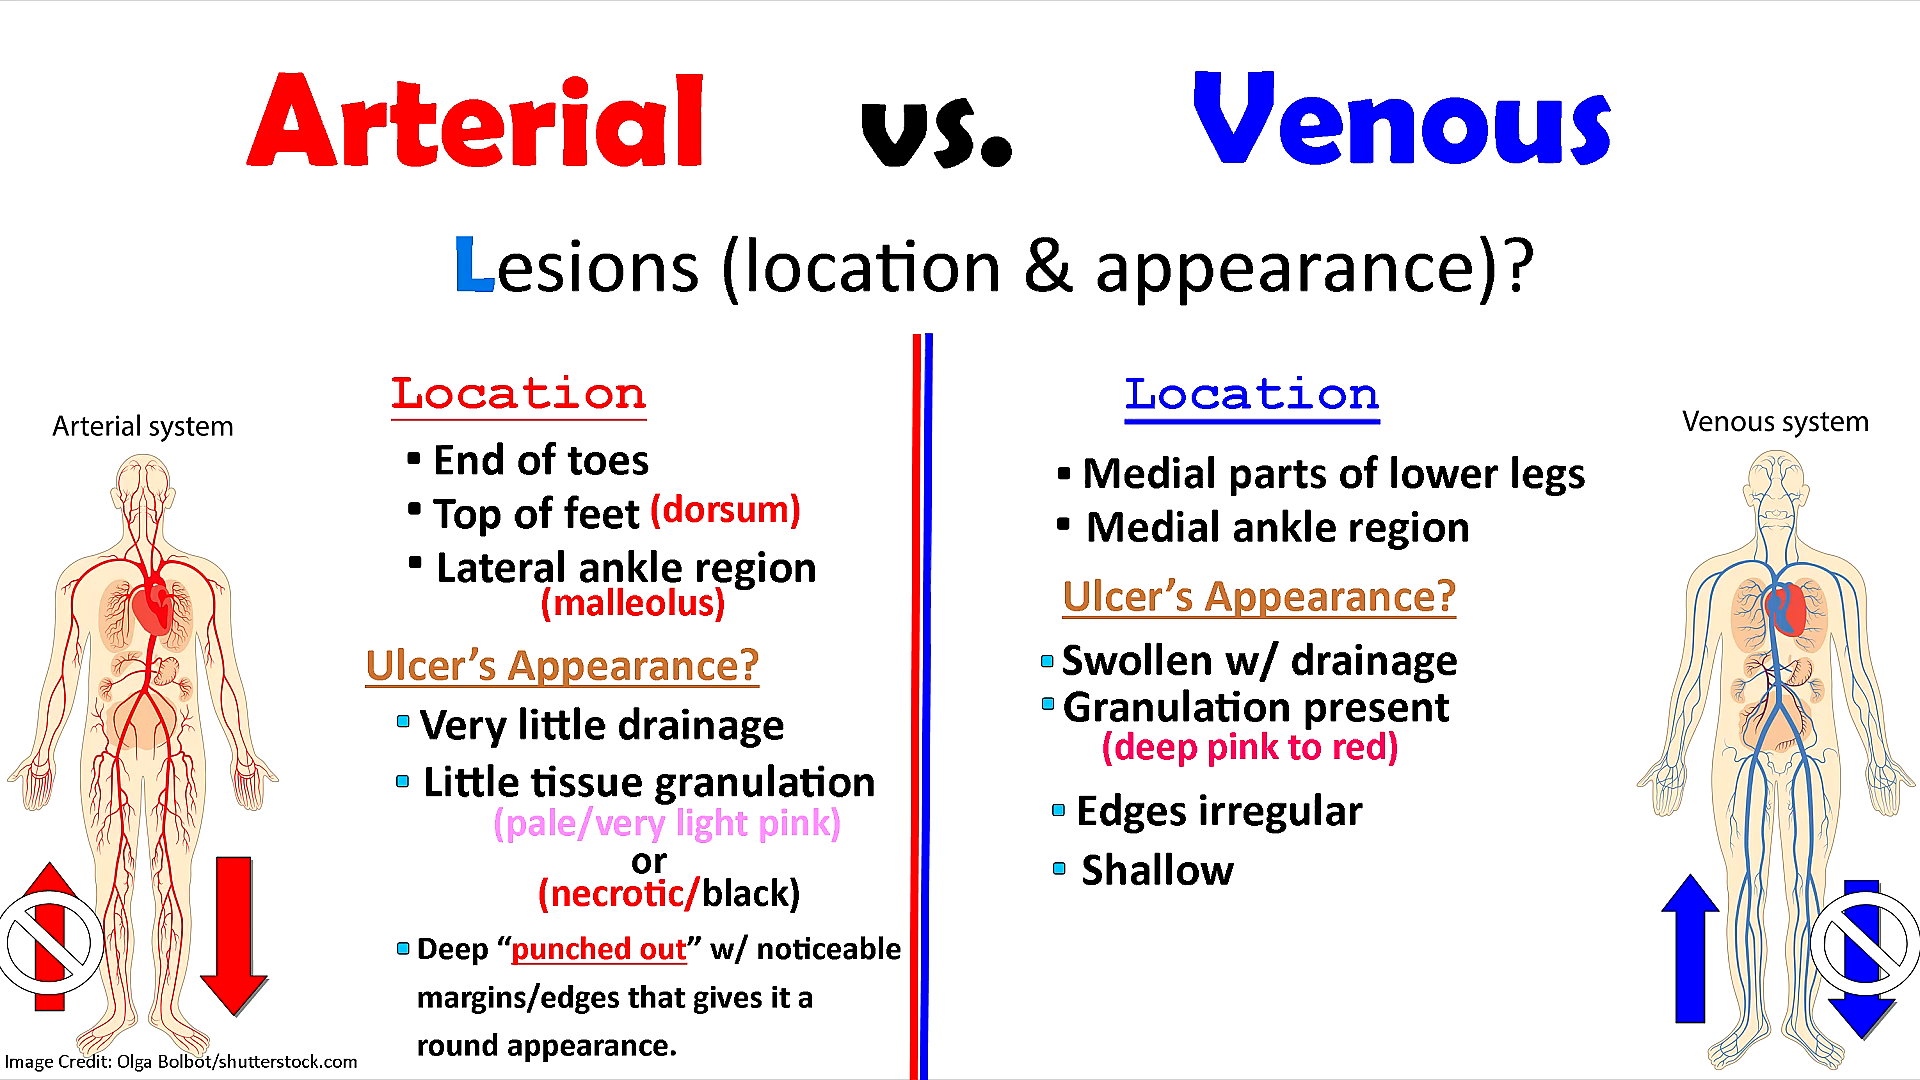 Arterial vs. Venous
Lesions (location & appearance)?
Arterial system
Location
▪ End of toes
▪ Top of feet (dorsum)
▪ Lateral ankle region
(malleolus)
Ulcer’s Appearance?
Very little drainage
Little tissue granulation
(pale/very light pink)
or
(necrotic/black)
Deep “punched out” w/ noticeable
margins/edges that gives it a
round appearance.
Image Credit: Olga Bolbot/shutterstock.com
Location
▪ Medial parts of lower legs
▪ Medial ankle region
Ulcer’s Appearance?
Swollen w/ drainage
Granulation present
(deep pink to red)
Edges irregular
Shallow
Venous system